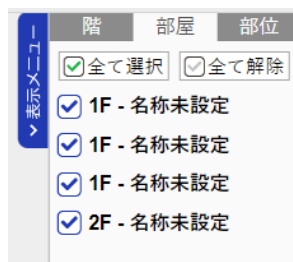 表示メニュー
階 部屋 部位
全て選択 全て解除
1F - 名称未設定
1F - 名称未設定
1F - 名称未設定
2F - 名称未設定